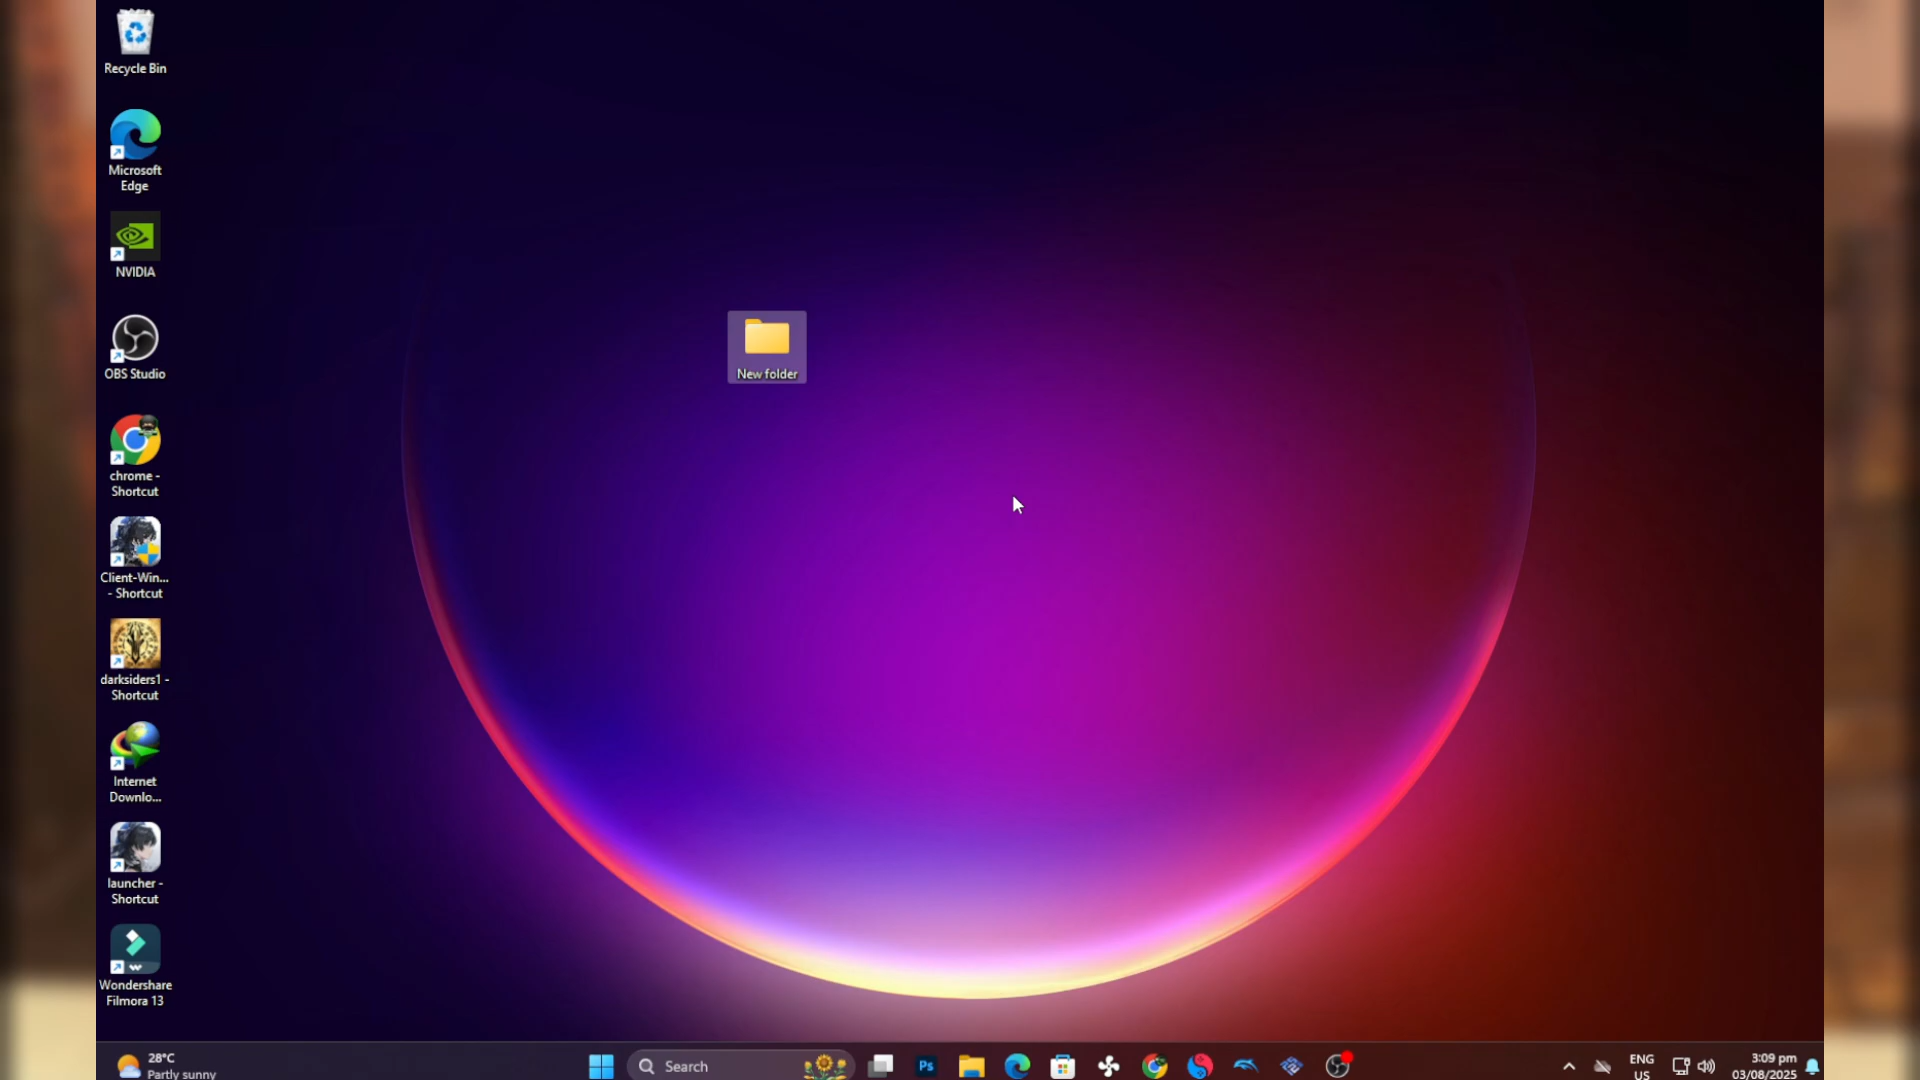 Recycle Bin
Microsoft
Edge
NVIDIA
OBS Studio
chrome -
Shortcut
Client-Win...
- Shortcut
darksiders1 -
Shortcut
Internet
Downlo...
launcher -
Shortcut
Wondershare
Filmora 13
New folder
28°C
Partly sunny
Search
Ps
ENG
US
3:09 pm
03/08/2025